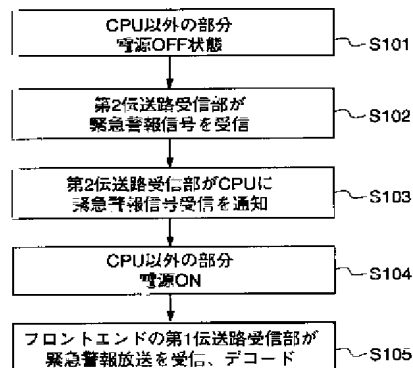 CPU以外の部分
電源OFF状態
S101
第2伝送路受信部が
緊急警報信号を受信
S102
第2伝送路受信部がCPUに
緊急警報信号受信を通知
S103
CPU以外の部分
電源ON
S104
フロントエンドの第1伝送路受信部が
緊急警報放送を受信、デコード
S105